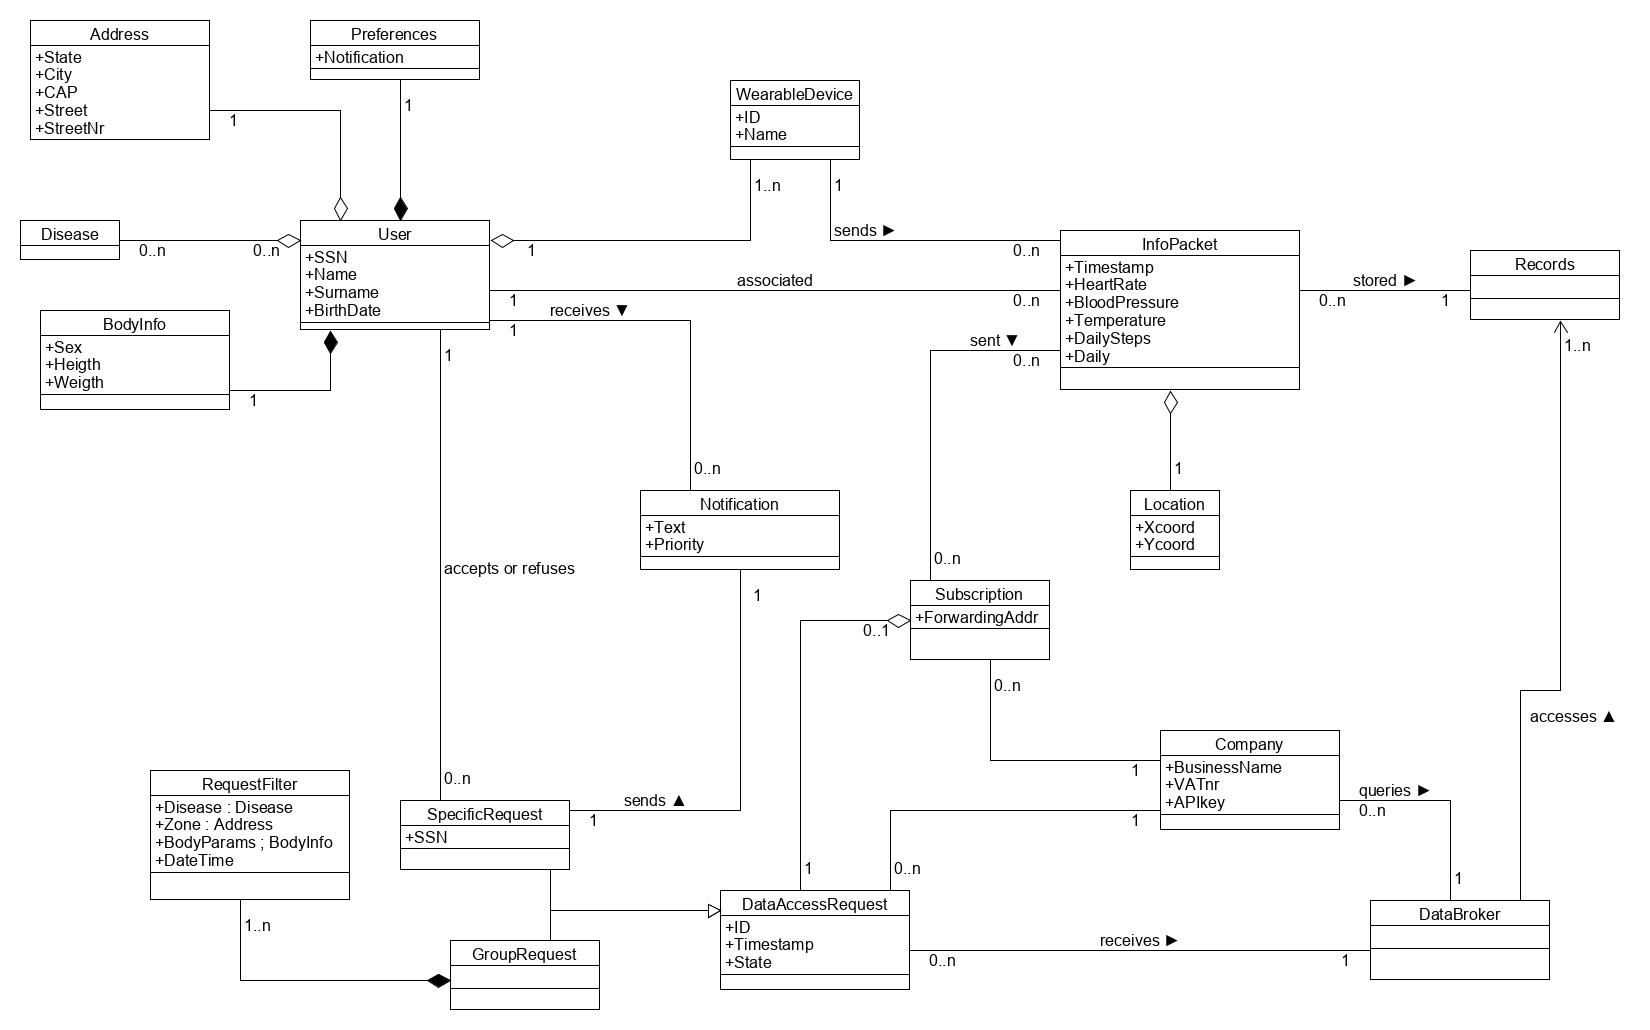 Address
+State
+City
+CAP
+Street
+StreetNr
1
Preferences
+Notification
1
WearableDevice
+ID
+Name
1..n
1
sends ►
0..n
Disease
0..n
0..n
User
+SSN
+Name
+Surname
+BirthDate
1
associated
1
0..n
receives ▼
1
InfoPacket
+Timestamp
+HeartRate
+BloodPressure
+Temperature
+DailySteps
+Daily
stored ►
0..n
1
Records
1..n
sent ▼
0..n
BodyInfo
+Sex
+Heigth
+Weigth
1
1
0..n
Notification
+Text
+Priority
1
1
Location
+Xcoord
+Ycoord
accepts or refuses
0..n
Subscription
+ForwardingAddr
0..1
0..n
accesses ▲
Company
+BusinessName
+VATnr
+APIkey
1
1
queries ►
0..n
1
0..n
SpecificRequest
+SSN
sends ▲
1
RequestFilter
+Disease : Disease
+Zone : Address
+BodyParams ; BodyInfo
+DateTime
1..n
1
0..n
DataAccessRequest
+ID
+Timestamp
+State
receives ►
0..n
1
DataBroker
GroupRequest